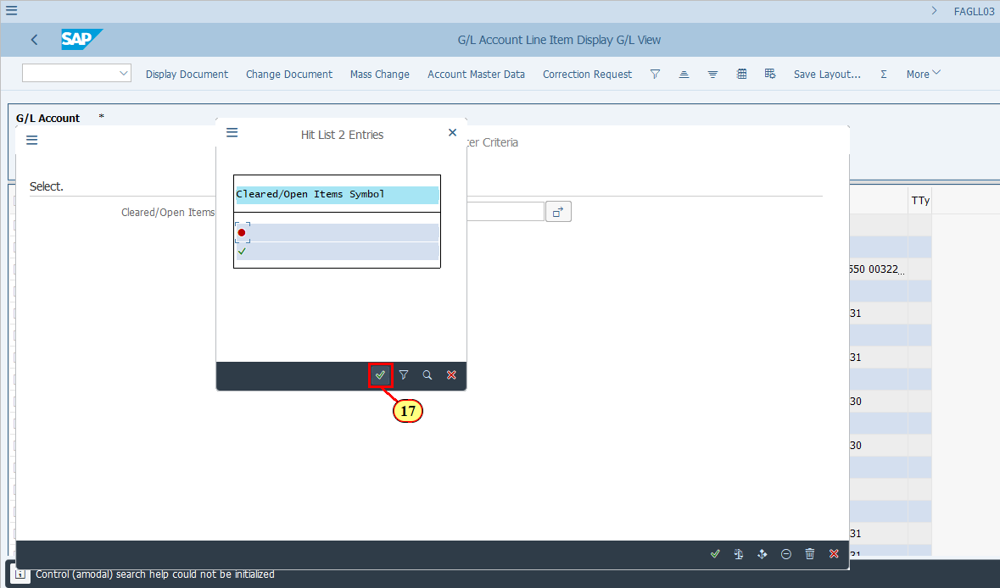 FAGLL03
SAP
G/L Account Line Item Display G/L View
Display Document Change Document Mass Change Account Master Data Correction Request Save Layout... Σ More
G/L Account *
Hit List 2 Entries
ter Criteria
Select.
Cleared/Open Items Symbol
TTy
Cleared/Open Items
550 00322...
31
31
30
17
30
31
31
Control (amodal) search help could not be initialized